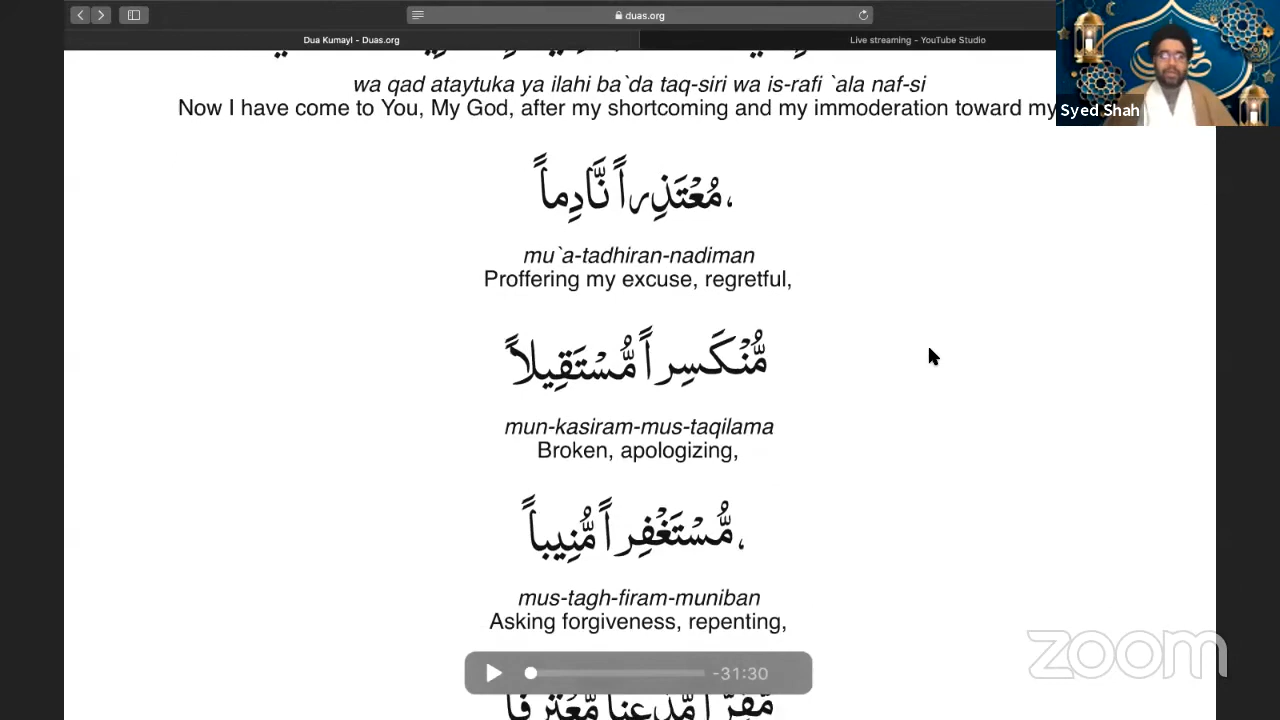 duas.org
Dua Kumayl - Duas.org
Live streaming - YouTube Studio
wa qad ataytuka ya ilahi ba`da taq-siri wa is-rafi `ala naf-si
Now I have come to You, My God, after my shortcoming and my immoderation toward my
Syed Shah
مُعْتَذِراً نَّادِماً،
mu`a-tadhiran-nadiman
Proffering my excuse, regretful,
مُّنْكَسِراً مُّسْتَقِيلاً
mun-kasiram-mus-taqilama
Broken, apologizing,
مُّسْتَغْفِراً مُّنِيباً،
mus-tagh-firam-muniban
Asking forgiveness, repenting,
-31:30
zoom
مُّقِرّاً مُّذْعِناً مُّعْتَرِفاً